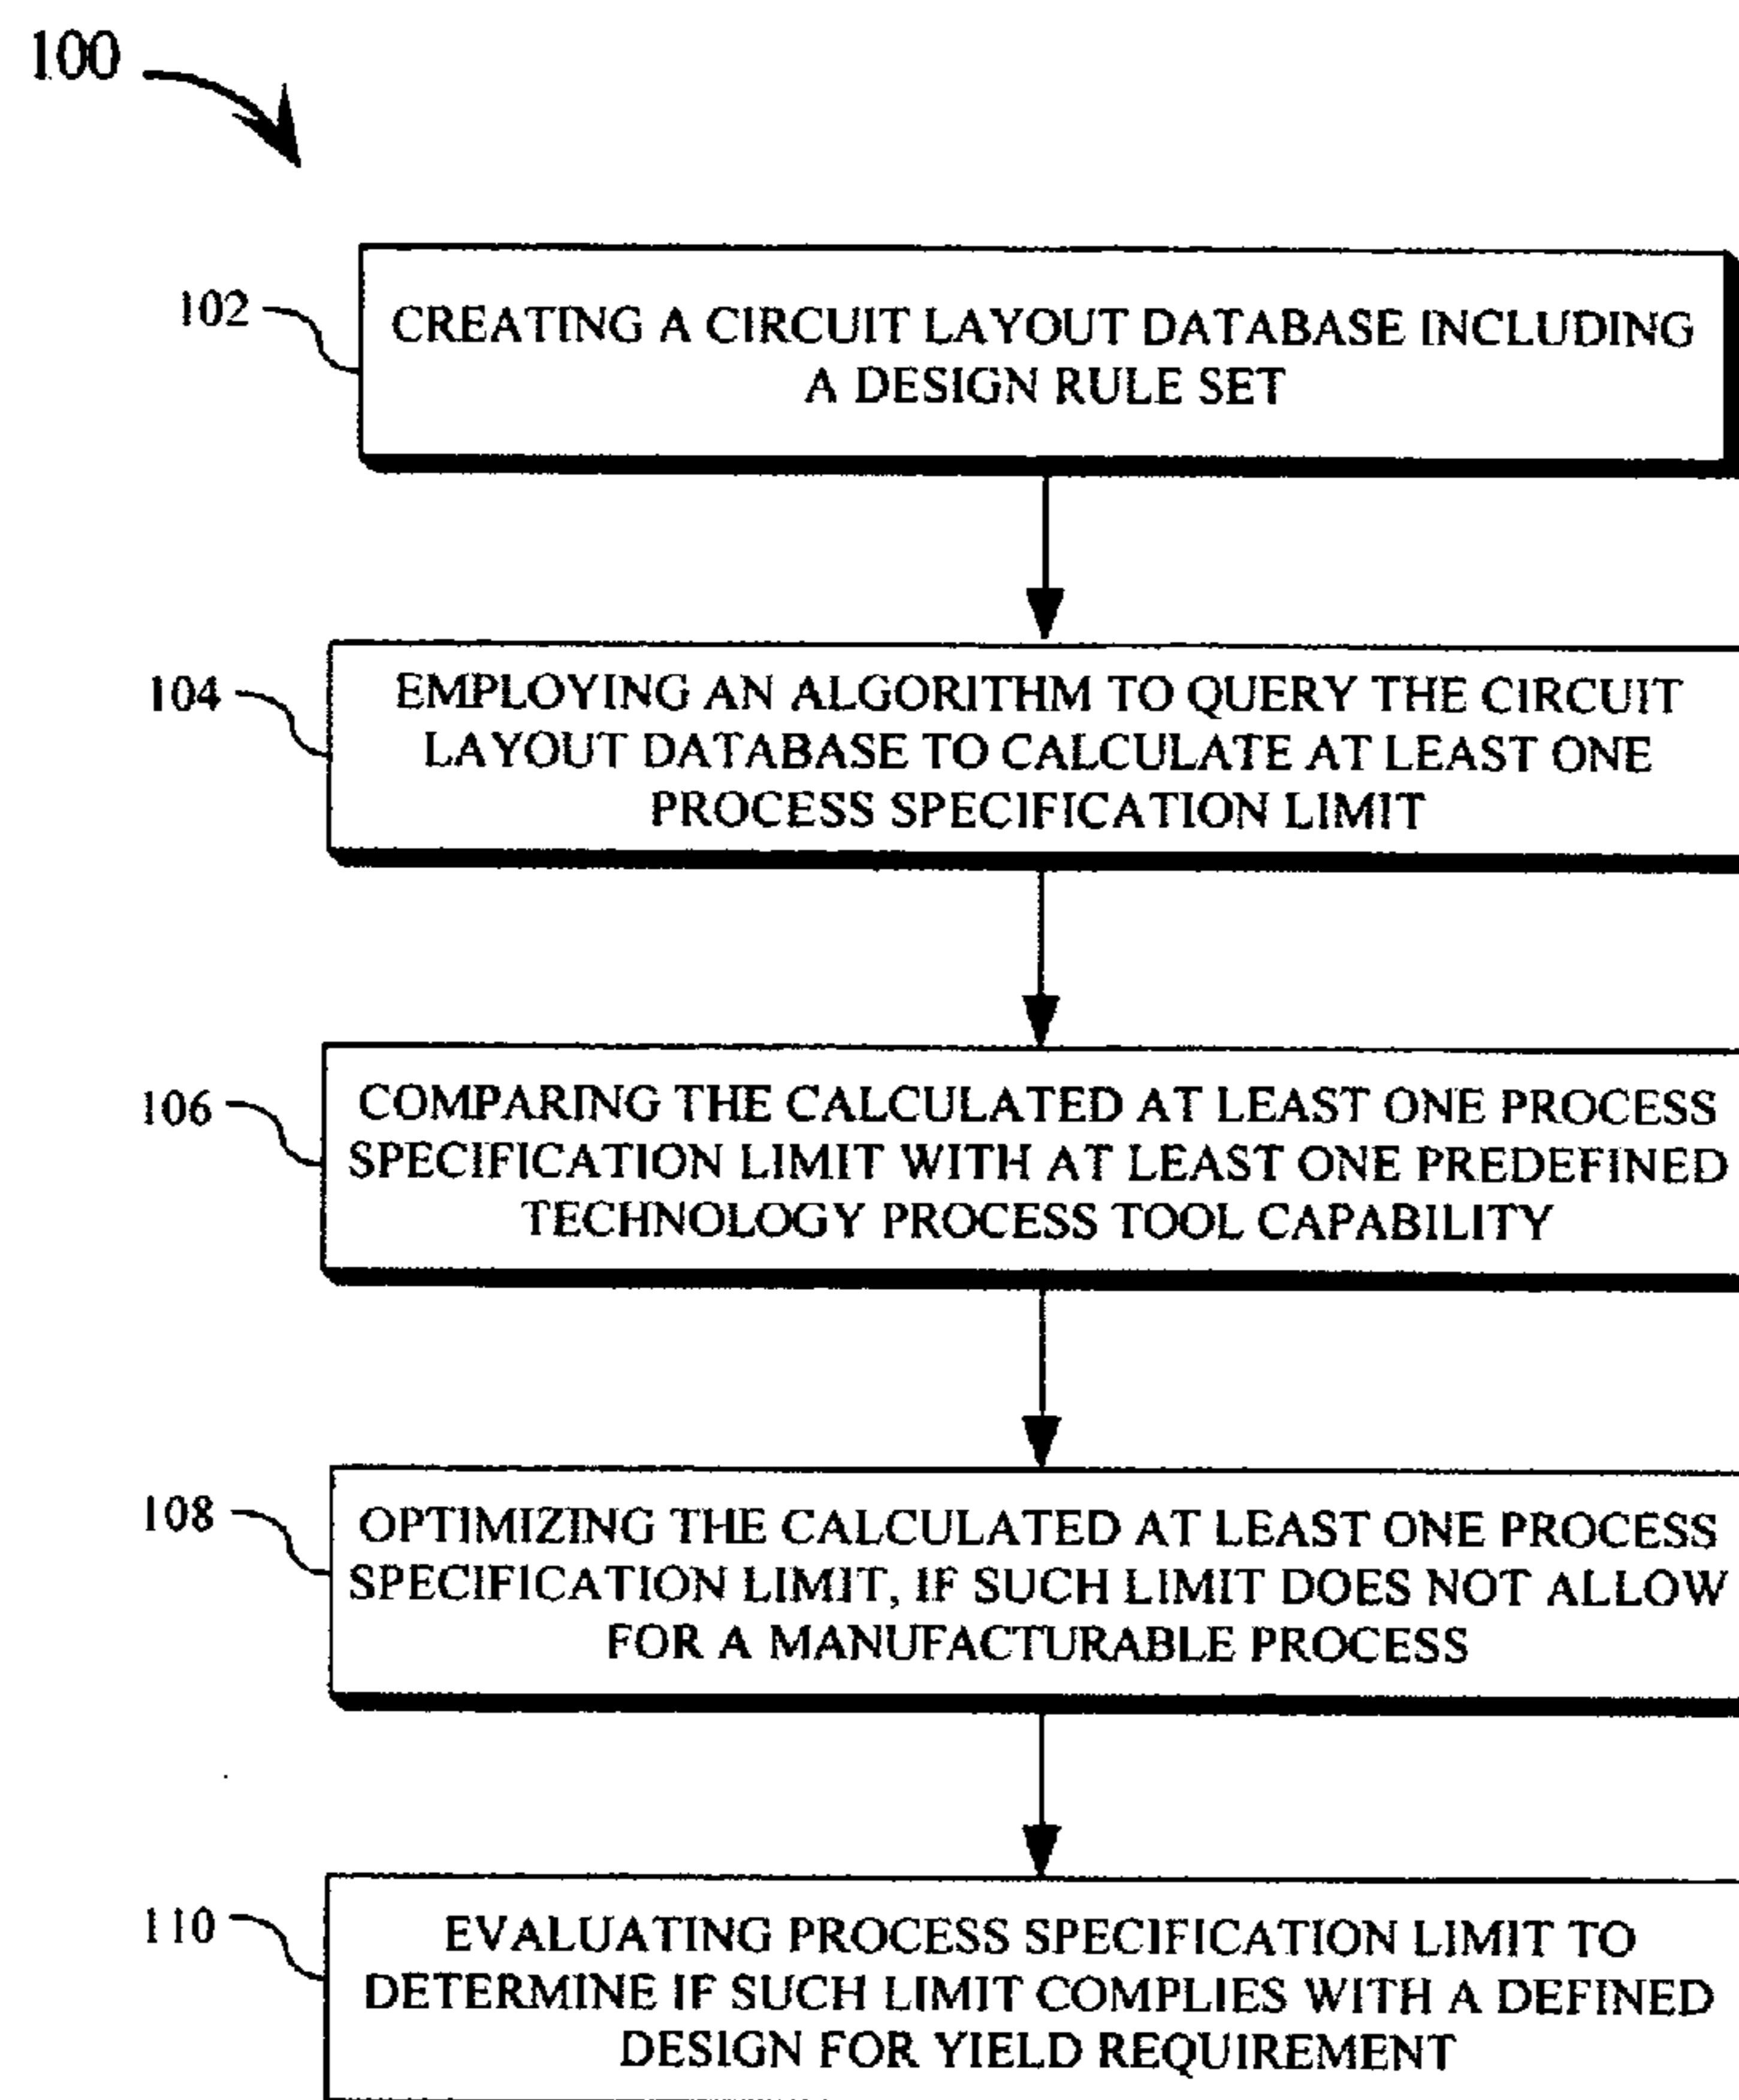 100
102
CREATING A CIRCUIT LAYOUT DATABASE INCLUDING
A DESIGN RULE SET
104
EMPLOYING AN ALGORITHM TO QUERY THE CIRCUIT
LAYOUT DATABASE TO CALCULATE AT LEAST ONE
PROCESS SPECIFICATION LIMIT
106
COMPARING THE CALCULATED AT LEAST ONE PROCESS
SPECIFICATION LIMIT WITH AT LEAST ONE PREDEFINED
TECHNOLOGY PROCESS TOOL CAPABILITY
108
OPTIMIZING THE CALCULATED AT LEAST ONE PROCESS
SPECIFICATION LIMIT, IF SUCH LIMIT DOES NOT ALLOW
FOR A MANUFACTURABLE PROCESS
110
EVALUATING PROCESS SPECIFICATION LIMIT TO
DETERMINE IF SUCH LIMIT COMPLIES WITH A DEFINED
DESIGN FOR YIELD REQUIREMENT